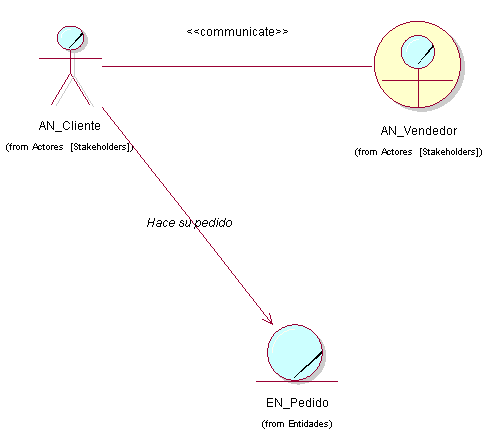 <<communicate>>
AN_Cliente
(from Actores [Stakeholders])
AN_Vendedor
(from Actores [Stakeholders])
Hace su pedido
EN_Pedido
(from Entidades)